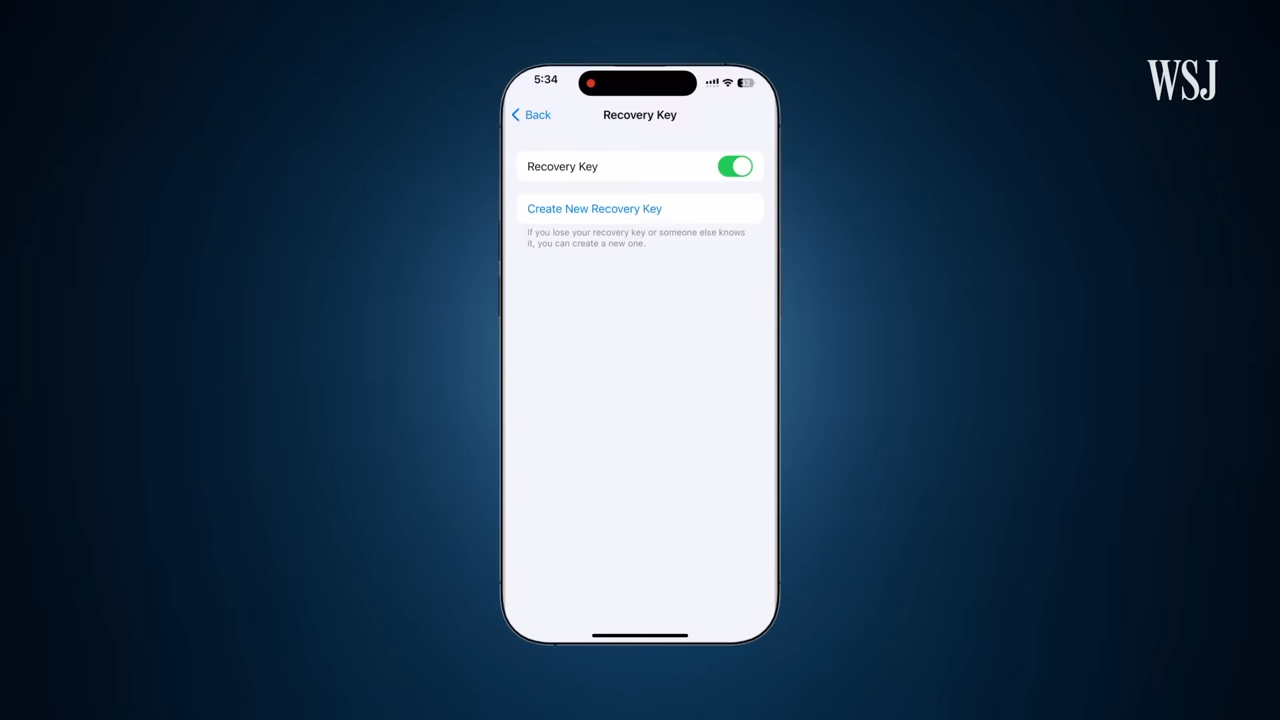 WSJ
5:34
Back
Recovery Key
Recovery Key
Create New Recovery Key
If you lose your recovery key or someone else knows
it, you can create a new one.